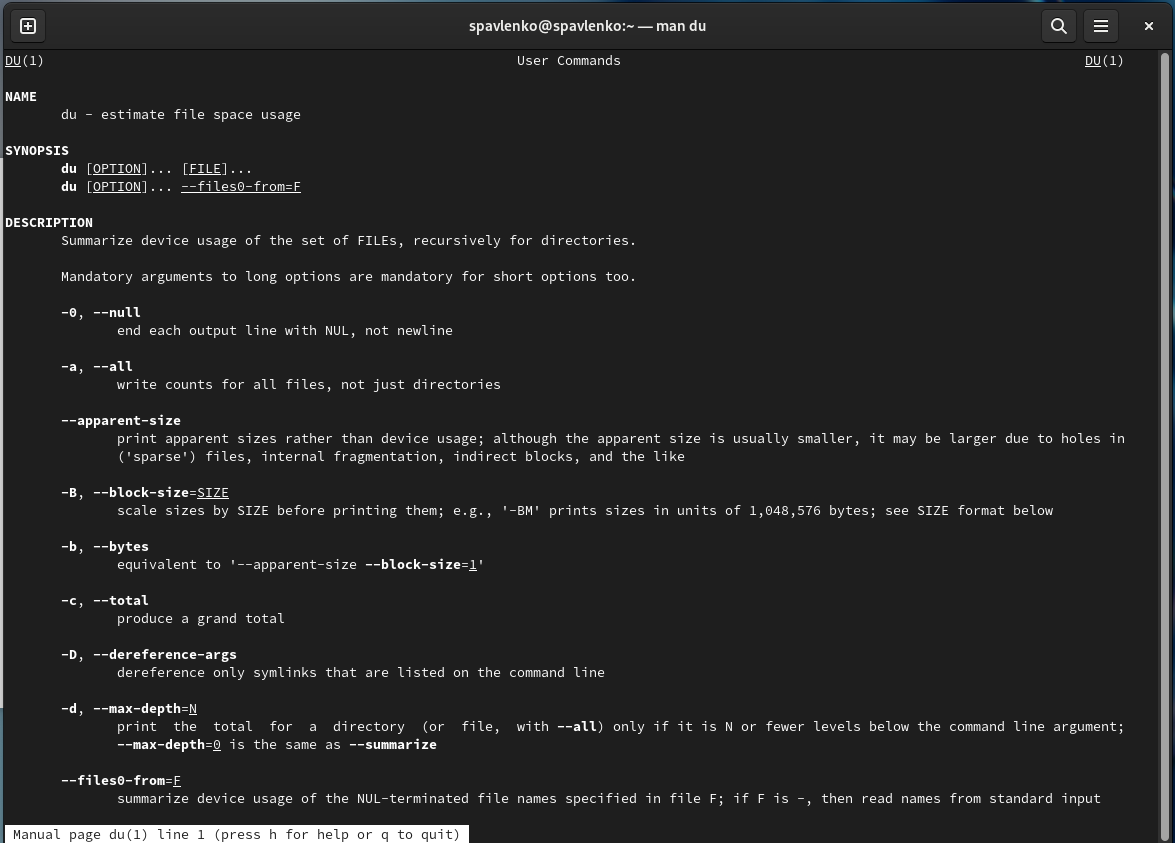 spavlenko@spavlenko:~ — man du
DU(1) User Commands DU(1)
NAME
du - estimate file space usage
SYNOPSIS
du [OPTION]... [FILE]...
du [OPTION]... --files0-from=F
DESCRIPTION
Summarize device usage of the set of FILEs, recursively for directories.
Mandatory arguments to long options are mandatory for short options too.
-0, --null
end each output line with NUL, not newline
-a, --all
write counts for all files, not just directories
--apparent-size
print apparent sizes rather than device usage; although the apparent size is usually smaller, it may be larger due to holes in
('sparse') files, internal fragmentation, indirect blocks, and the like
-B, --block-size=SIZE
scale sizes by SIZE before printing them; e.g., '-BM' prints sizes in units of 1,048,576 bytes; see SIZE format below
-b, --bytes
equivalent to '--apparent-size --block-size=1'
-c, --total
produce a grand total
-D, --dereference-args
dereference only symlinks that are listed on the command line
-d, --max-depth=N
print the total for a directory (or file, with --all) only if it is N or fewer levels below the command line argument;
--max-depth=0 is the same as --summarize
--files0-from=F
summarize device usage of the NUL-terminated file names specified in file F; if F is -, then read names from standard input
Manual page du(1) line 1 (press h for help or q to quit)